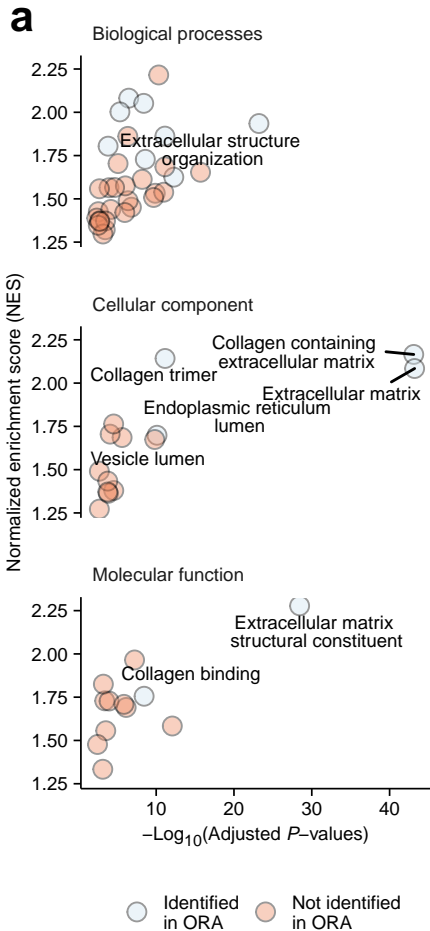 a
Biological processes
2.25
2.00
1.75
1.50
1.25
Extracellular structure
organization
Normalized enrichment score (NES)
Cellular component
2.25
2.00
1.75
1.50
1.25
Collagen containing
extracellular matrix
Collagen trimer
Extracellular matrix
Endoplasmic reticulum
lumen
Vesicle lumen
Molecular function
2.25
2.00
1.75
1.50
1.25
Extracellular matrix
structural constituent
Collagen binding
10 20 30 40
−Log10(Adjusted P−values)
Identified
in ORA
Not identified
in ORA